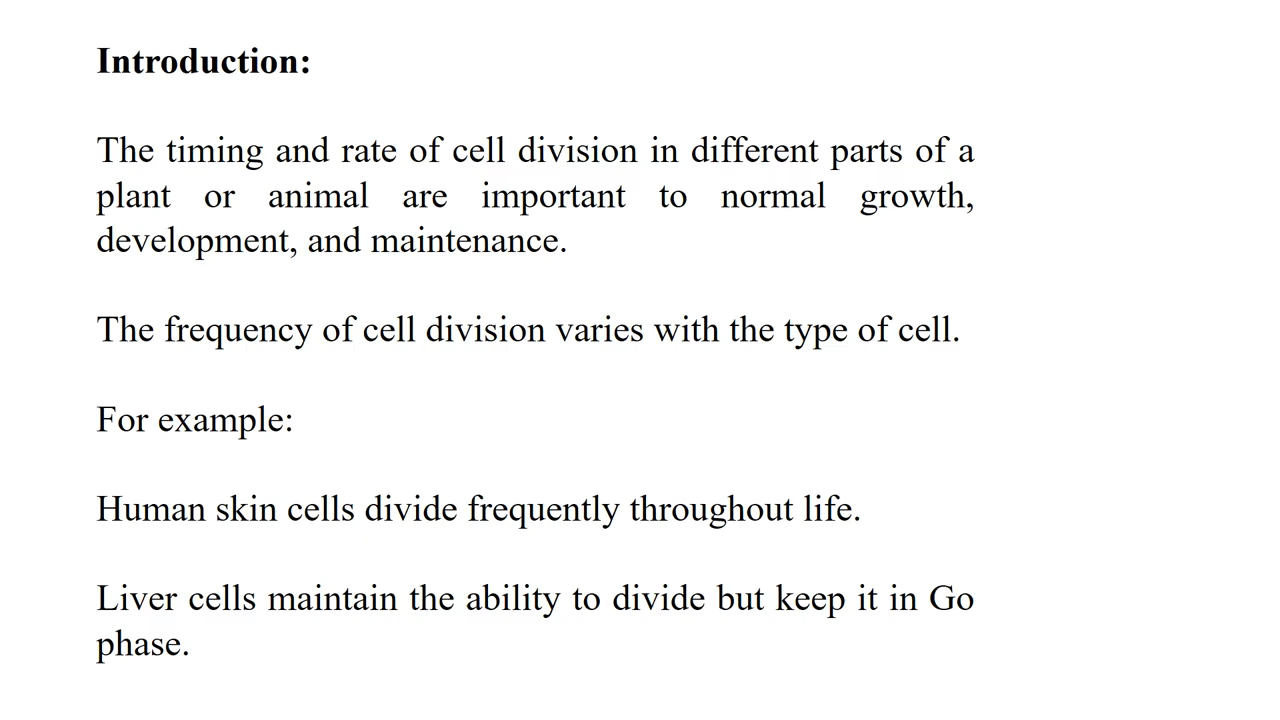 Introduction:
The timing and rate of cell division in different parts of a
plant or animal are important to normal growth,
development, and maintenance.
The frequency of cell division varies with the type of cell.
For example:
Human skin cells divide frequently throughout life.
Liver cells maintain the ability to divide but keep it in Go
phase.